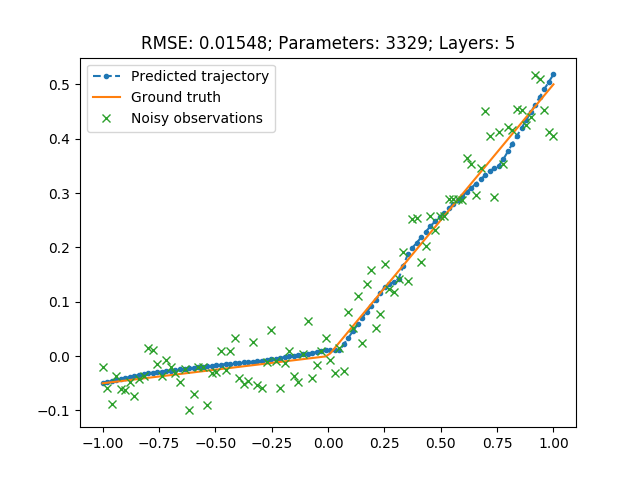 RMSE: 0.01548; Parameters: 3329; Layers: 5
Predicted trajectory
Ground truth
Noisy observations
0.5
0.4
0.3
0.2
0.1
0.0
−0.1
−1.00 −0.75 −0.50 −0.25 0.00 0.25 0.50 0.75 1.00